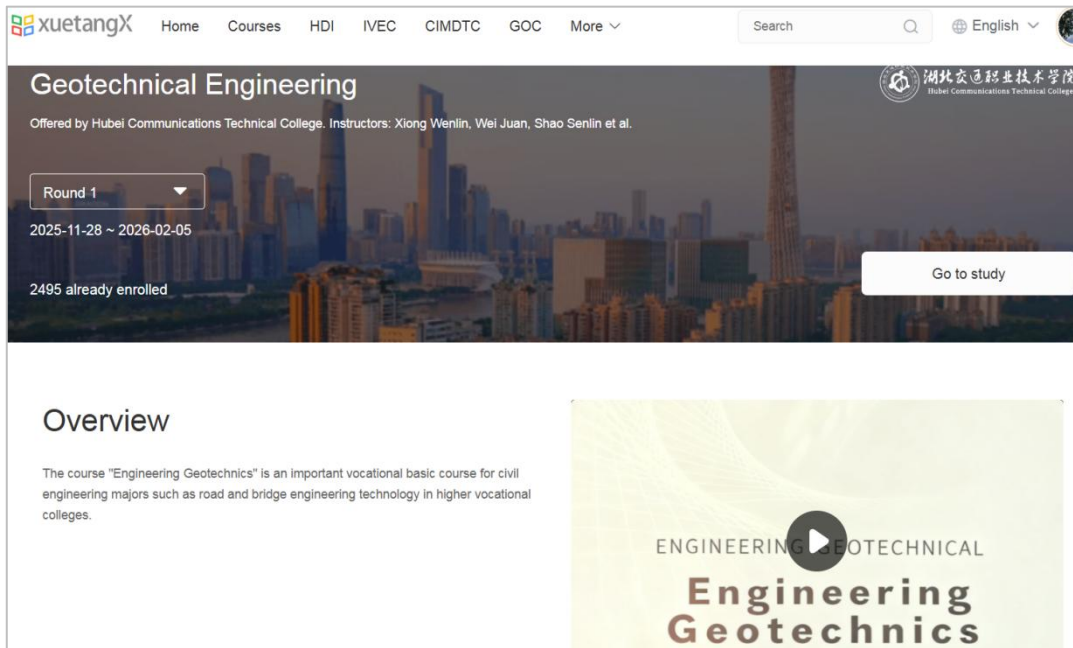 xuetangX Home Courses HDI IVEC CIMDTC GOC More Search English
Geotechnical Engineering
湖北交通职业技术学院
Hubei Communications Technical College
Offered by Hubei Communications Technical College. Instructors: Xiong Wenlin, Wei Juan, Shao Senlin et al.
Round 1
2025-11-28 ~ 2026-02-05
Go to study
2495 already enrolled
Overview
The course "Engineering Geotechnics" is an important vocational basic course for civil
engineering majors such as road and bridge engineering technology in higher vocational
colleges.
ENGINEERING GEOTECHNICAL
Engineering
Geotechnics